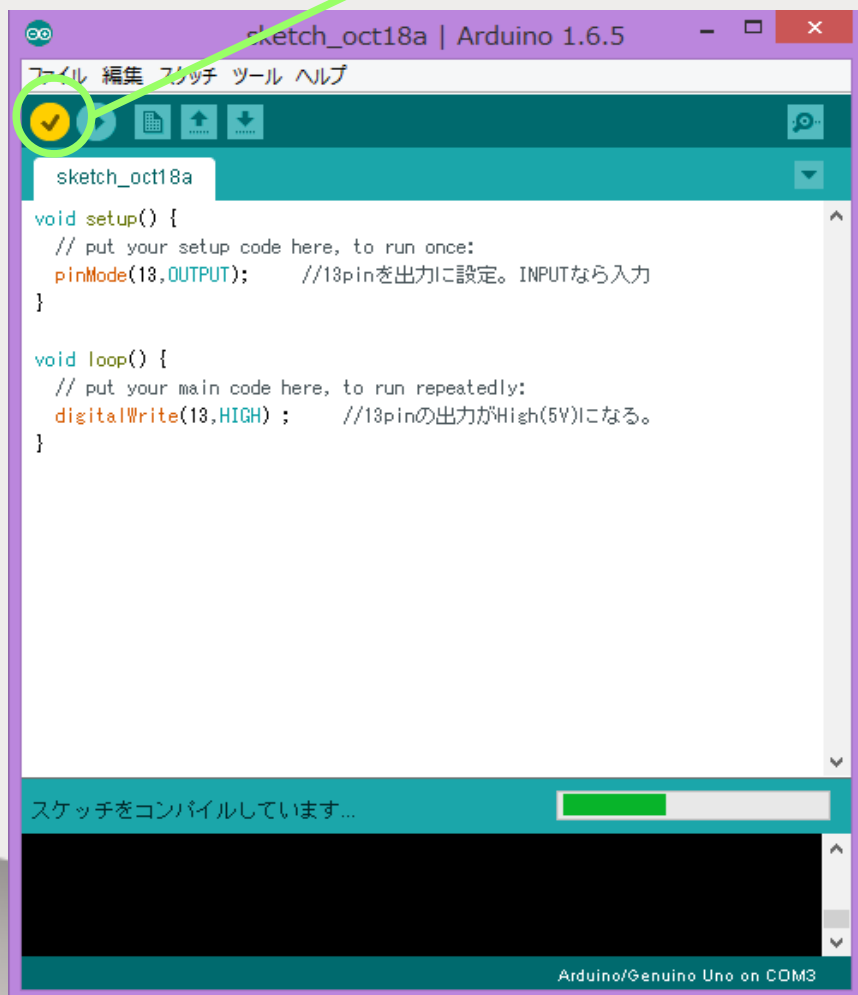 sketch_oct18a | Arduino 1.6.5
ファイル 編集 スケッチ ツール ヘルプ
sketch_oct18a
void setup() {
  // put your setup code here, to run once:
  pinMode(13,OUTPUT);     //13pinを出力に設定。INPUTなら入力
}
void loop() {
  // put your main code here, to run repeatedly:
  digitalWrite(13,HIGH) ;     //13pinの出力がHigh(5V)になる。
}
スケッチをコンパイルしています...
Arduino/Genuino Uno on COM3